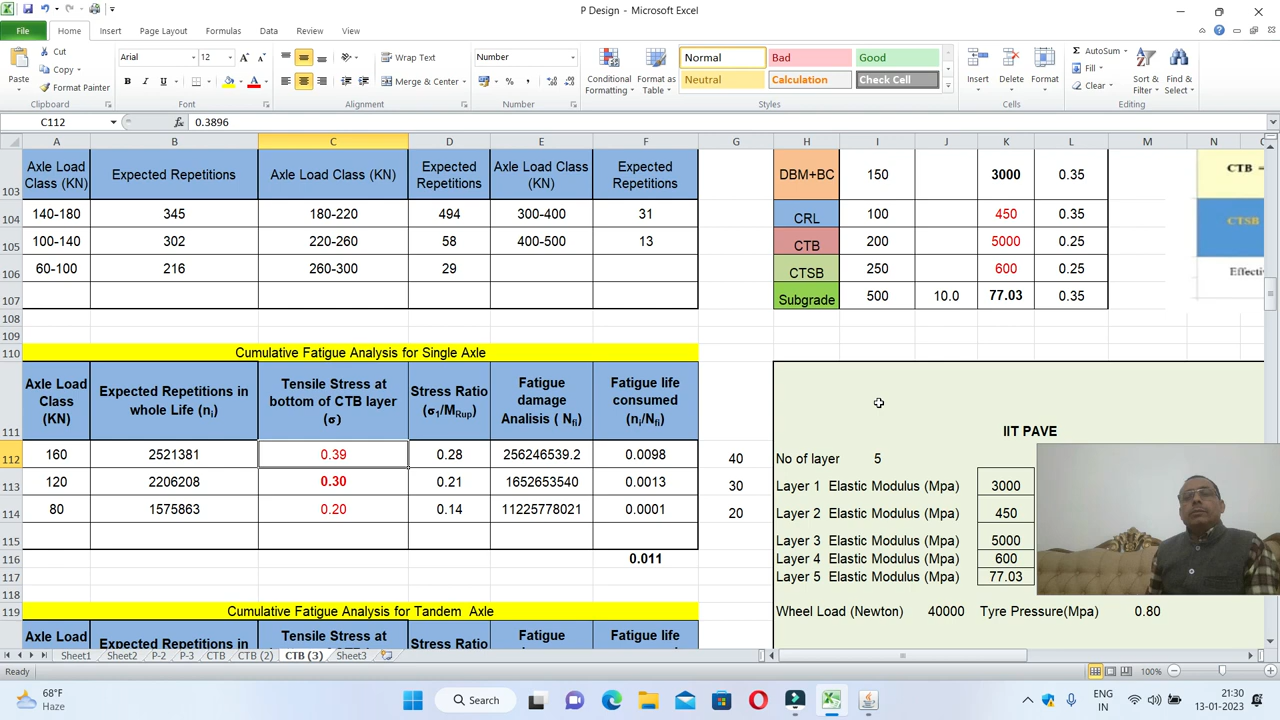 P Design - Microsoft Excel
File Home Insert Page Layout Formulas Data Review View
Paste Cut Copy Format Painter Clipboard
Arial 12 B I U Font
Wrap Text Merge & Center Alignment
Number % , Number
Conditional Formatting Format as Table Normal Bad Good Neutral Calculation Check Cell Styles
Insert Delete Format Cells
AutoSum Fill Clear Sort & Filter Find & Select Editing
C112 fx 0.3896
A B C D E F G H I J K L M N
103 Axle Load Class (KN) Expected Repetitions Axle Load Class (KN) Expected Repetitions Axle Load Class (KN) Expected Repetitions DBM+BC 150 3000 0.35 CTB
104 140-180 345 180-220 494 300-400 31 CRL 100 450 0.35
105 100-140 302 220-260 58 400-500 13 CTB 200 5000 0.25 CTSB
106 60-100 216 260-300 29 CTSB 250 600 0.25 Effecti
107 Subgrade 500 10.0 77.03 0.35
108
109
110 Cumulative Fatigue Analysis for Single Axle
111 Axle Load Class (KN) Expected Repetitions in whole Life (ni) Tensile Stress at bottom of CTB layer (σ) Stress Ratio (σ1/MRup) Fatigue damage Analisis ( Nfi) Fatigue life consumed (ni/Nfi) IIT PAVE
112 160 2521381 0.39 0.28 256246539.2 0.0098 40 No of layer 5
113 120 2206208 0.30 0.21 1652653540 0.0013 30 Layer 1 Elastic Modulus (Mpa) 3000
114 80 1575863 0.20 0.14 11225778021 0.0001 20 Layer 2 Elastic Modulus (Mpa) 450
115 Layer 3 Elastic Modulus (Mpa) 5000
116 0.011 Layer 4 Elastic Modulus (Mpa) 600
117 Layer 5 Elastic Modulus (Mpa) 77.03
118
119 Cumulative Fatigue Analysis for Tandem Axle Wheel Load (Newton) 40000 Tyre Pressure(Mpa) 0.80
Axle Load Expected Repetitions in Tensile Stress at Stress Ratio Fatigue Fatigue life
Sheet1 Sheet2 P-2 P-3 CTB CTB (2) CTB (3) Sheet3
Ready 100%
68°F Haze Search ENG IN 21:30 13-01-2023